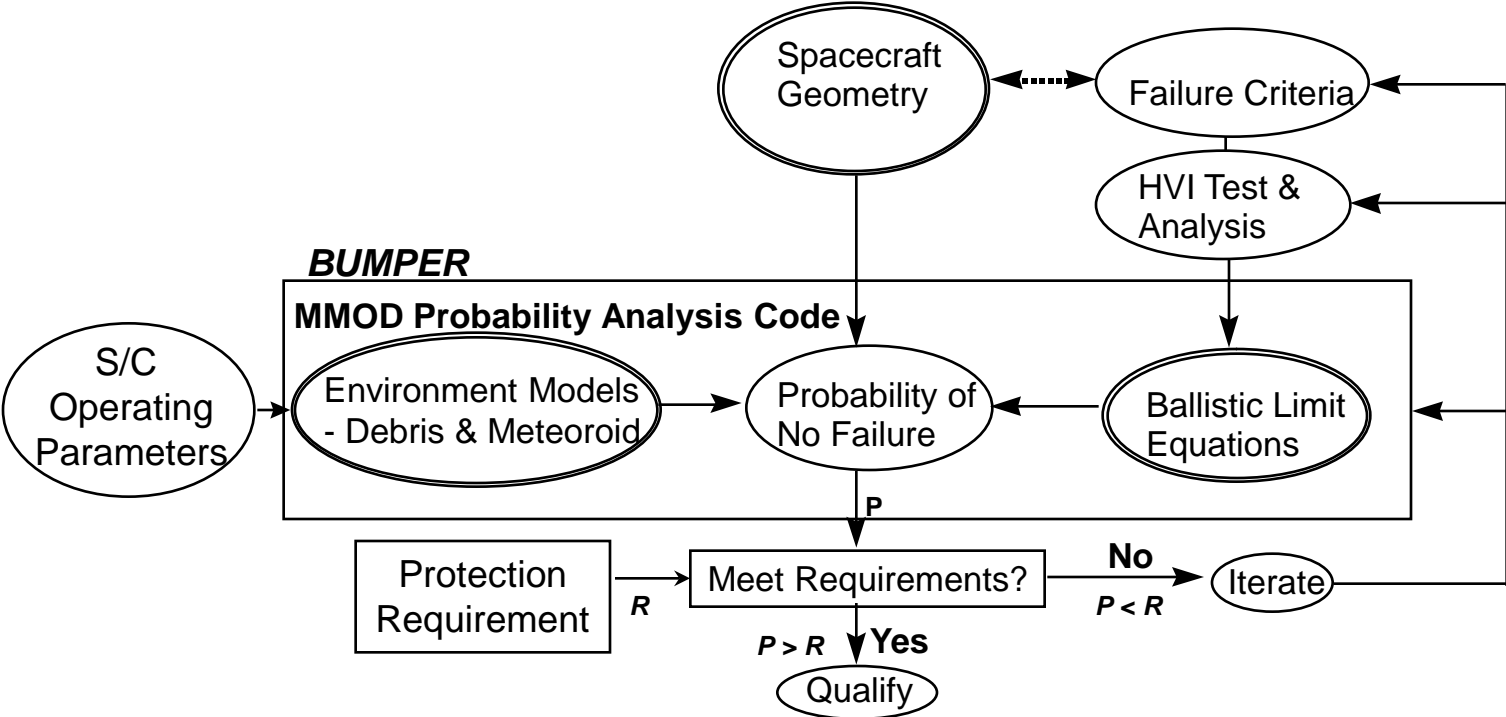 Spacecraft
Geometry
Failure Criteria
HVI Test &
Analysis
BUMPER
MMOD Probability Analysis Code
S/C
Operating
Parameters
Environment Models
- Debris & Meteoroid
Probability of
No Failure
Ballistic Limit
Equations
P
Protection
Requirement
R
Meet Requirements?
No
P < R
Iterate
P > R
Yes
Qualify